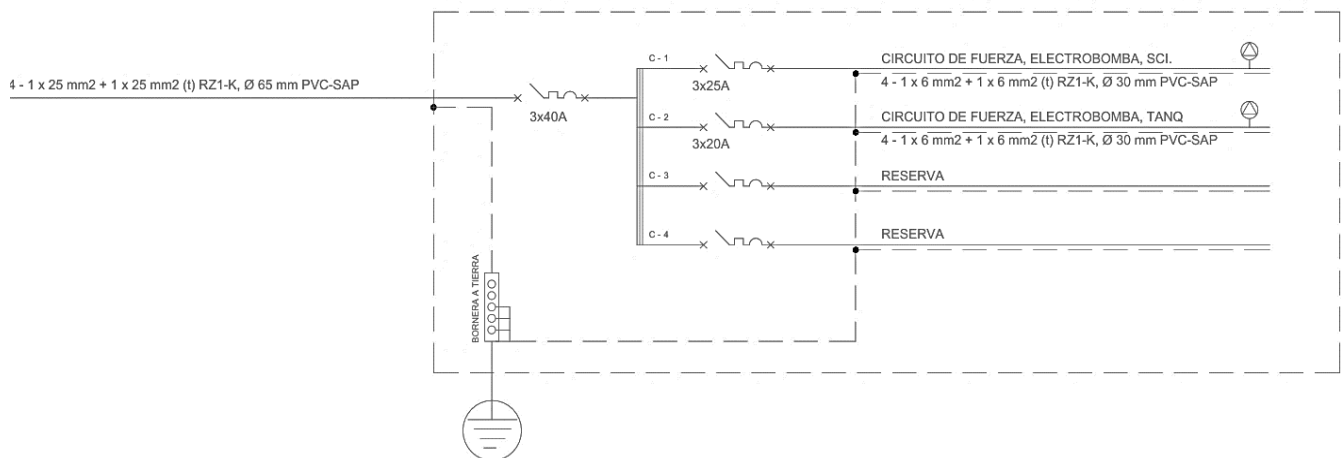 4 - 1 x 25 mm2 + 1 x 25 mm2 (t) RZ1-K, Ø 65 mm PVC-SAP
3x40A
C - 1
3x25A
CIRCUITO DE FUERZA, ELECTROBOMBA, SCI.
4 - 1 x 6 mm2 + 1 x 6 mm2 (t) RZ1-K, Ø 30 mm PVC-SAP
C - 2
3x20A
CIRCUITO DE FUERZA, ELECTROBOMBA, TANQ
4 - 1 x 6 mm2 + 1 x 6 mm2 (t) RZ1-K, Ø 30 mm PVC-SAP
C - 3
RESERVA
C - 4
RESERVA
BORNERA A TIERRA